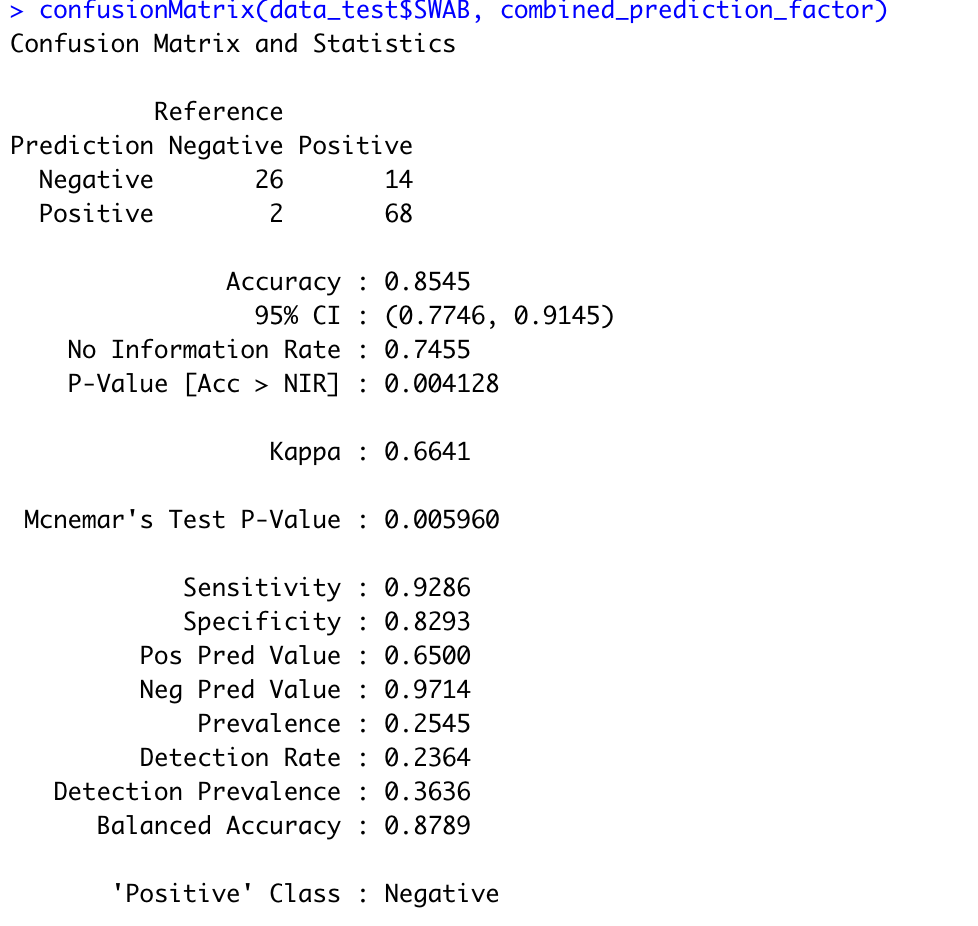 > confusionMatrix(data_test$SWAB, combined_prediction_factor)
Confusion Matrix and Statistics

          Reference
Prediction Negative Positive
  Negative       26       14
  Positive        2       68

               Accuracy : 0.8545
                 95% CI : (0.7746, 0.9145)
    No Information Rate : 0.7455
    P-Value [Acc > NIR] : 0.004128

                  Kappa : 0.6641

 Mcnemar's Test P-Value : 0.005960

            Sensitivity : 0.9286
            Specificity : 0.8293
         Pos Pred Value : 0.6500
         Neg Pred Value : 0.9714
             Prevalence : 0.2545
         Detection Rate : 0.2364
   Detection Prevalence : 0.3636
      Balanced Accuracy : 0.8789

       'Positive' Class : Negative